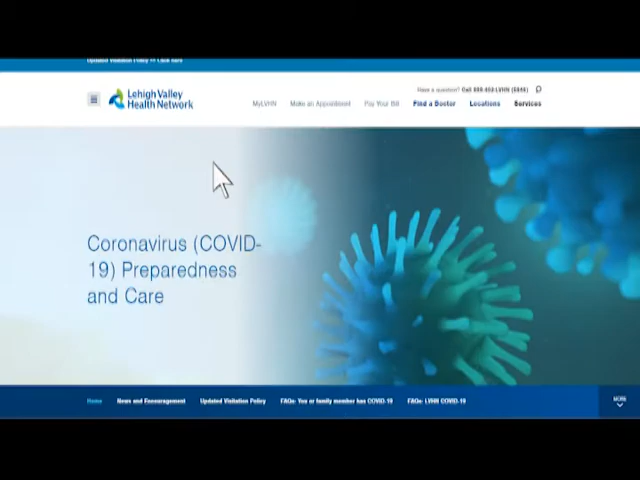 Updated Visitation Policy >> Click here
Have a question? Call 888-402-LVHN (5846)
Lehigh Valley
Health Network
MyLVHN Make an Appointment Pay Your Bill Find a Doctor Locations Services
Coronavirus (COVID-
19) Preparedness
and Care
Home News and Encouragement Updated Visitation Policy FAQs: You or family member has COVID-19 FAQs: LVHN COVID-19
MORE